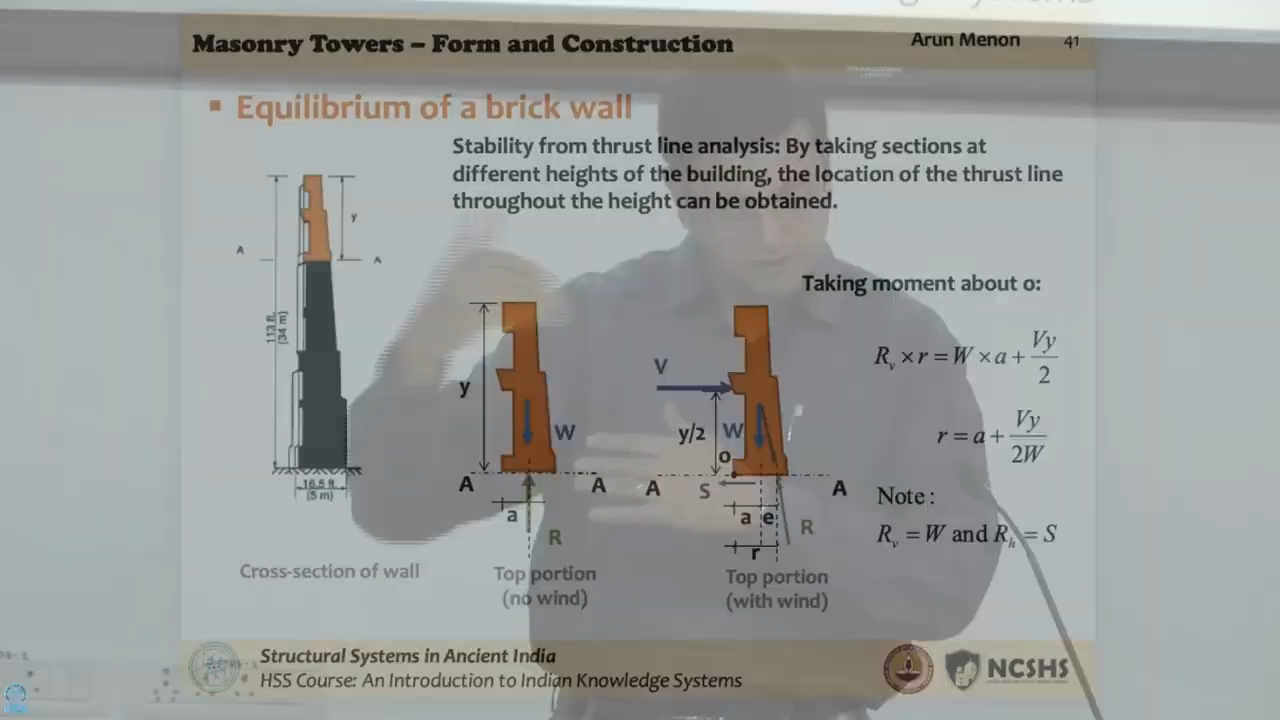 Masonry Towers – Form and Construction
Arun Menon
41
▪ Equilibrium of a brick wall
Stability from thrust line analysis: By taking sections at
different heights of the building, the location of the thrust line
throughout the height can be obtained.
Taking moment about o:
R_v × r = W × a + Vy/2
r = a + Vy/2W
Note :
R_v = W and R_h = S
y
A
A
113 ft.
(34 m)
16.5 ft
(5 m)
Cross-section of wall
y
W
A
A
a
R
Top portion
(no wind)
V
y/2
W
o
A
S
A
a
e
R
r
Top portion
(with wind)
Structural Systems in Ancient India
HSS Course: An Introduction to Indian Knowledge Systems
NCSHS